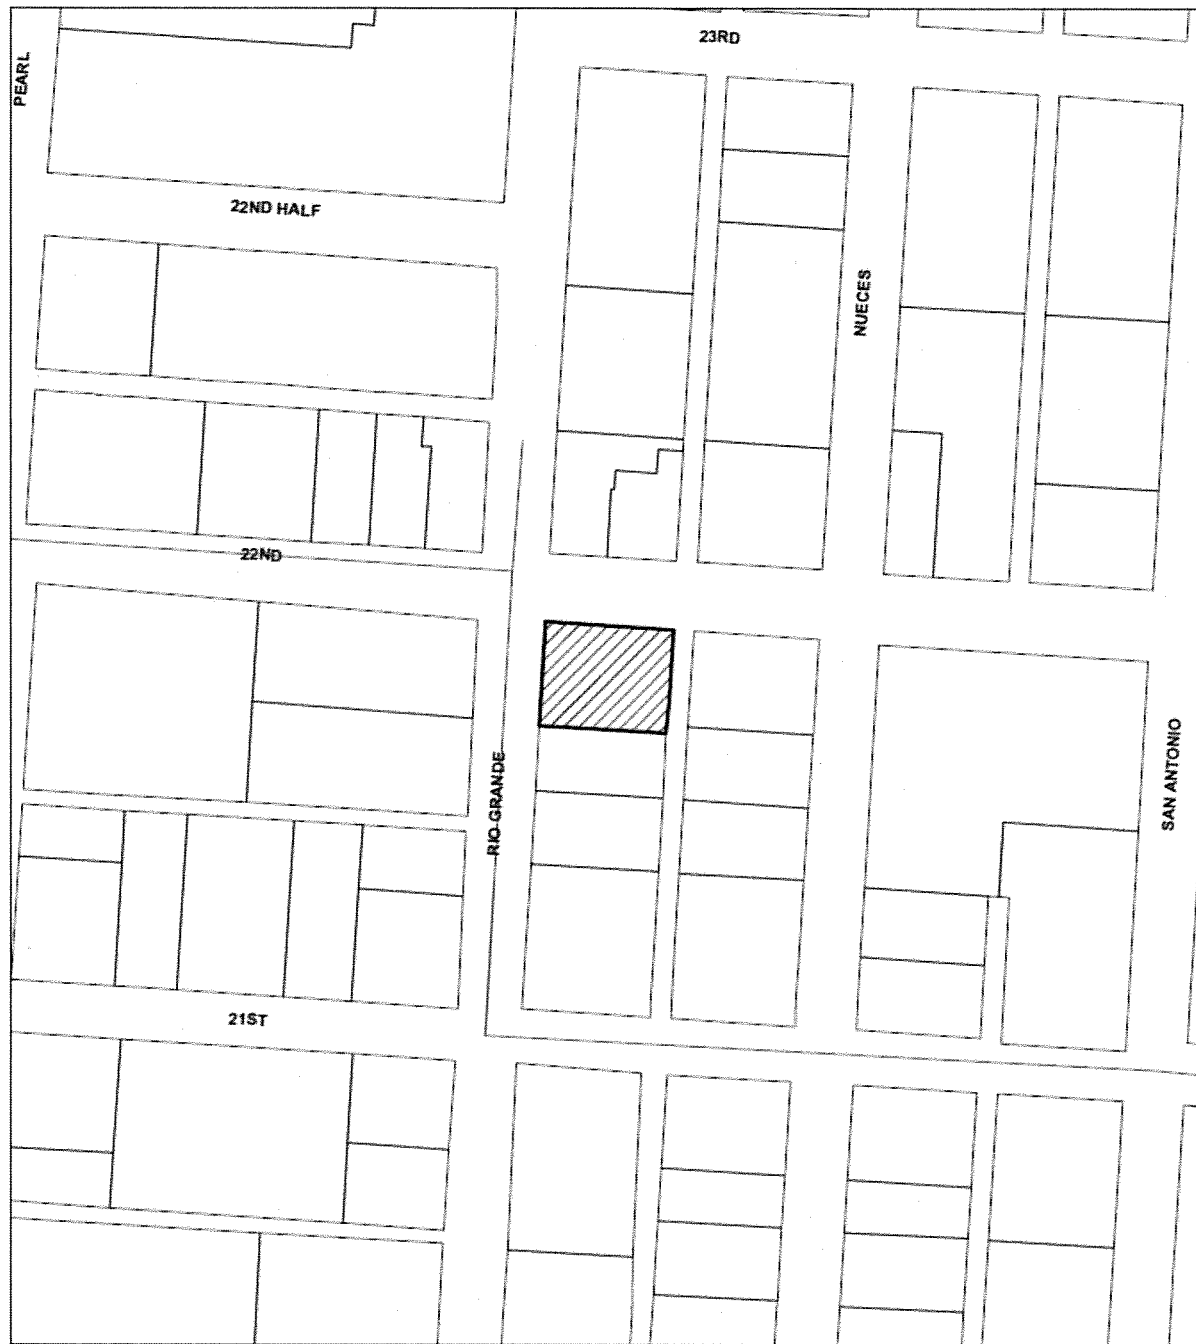 23RD
PEARL
22ND HALF
NUECES
22ND
RIO GRANDE
SAN ANTONIO
21ST